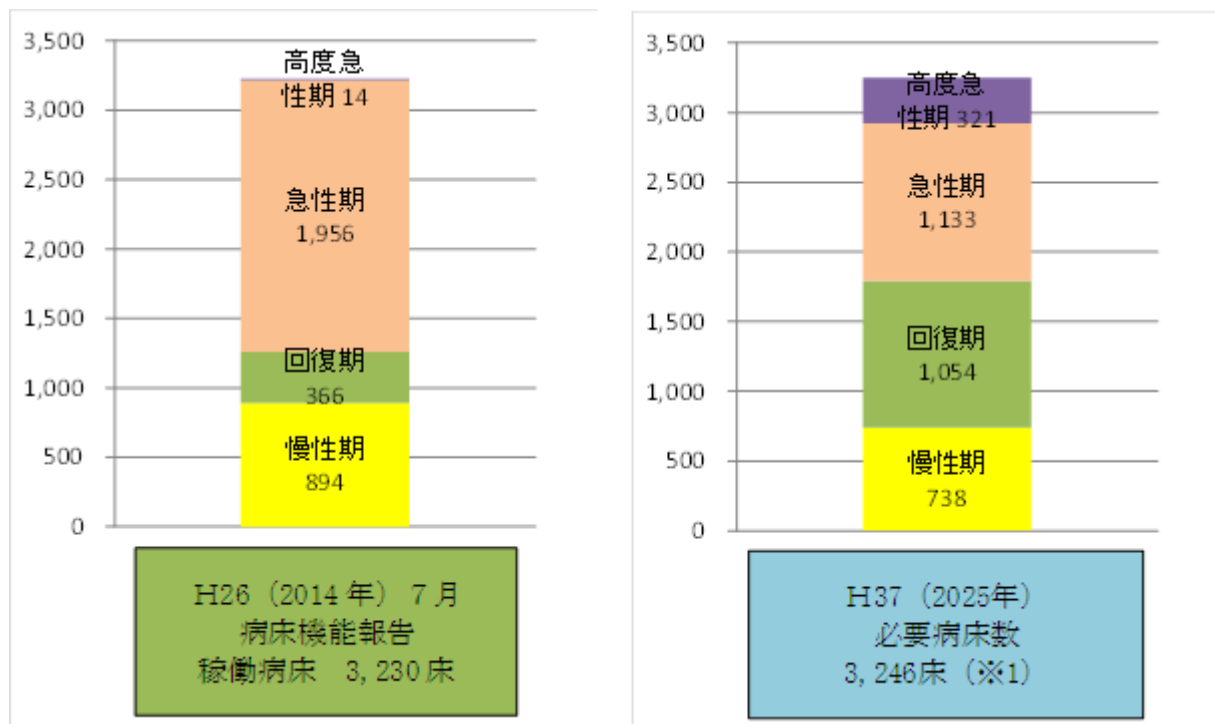 3,500
3,000
2,500
2,000
1,500
1,000
500
0
高度急
性期 14
急性期
1,956
回復期
366
慢性期
894
H26（2014 年） 7 月
病床機能報告
稼働病床　3, 230 床
3,500
3,000
2,500
2,000
1,500
1,000
500
0
高度急
性期 321
急性期
1,133
回復期
1,054
慢性期
738
H37（2025年）
必要病床数
3, 246床（※1）